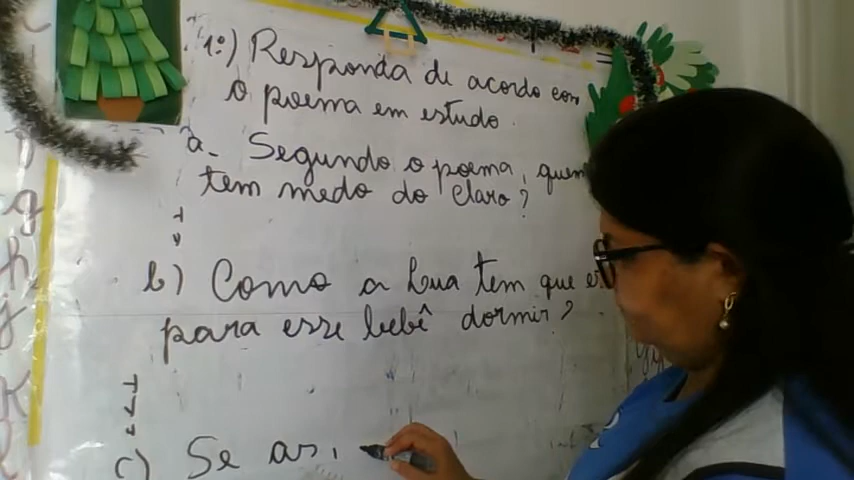 1º) Responda de acordo com
o poema em estudo.
a- Segundo o poema, quem
tem medo do claro?
b) Como a Lua tem que es
para esse bebê dormir?
c) Se as